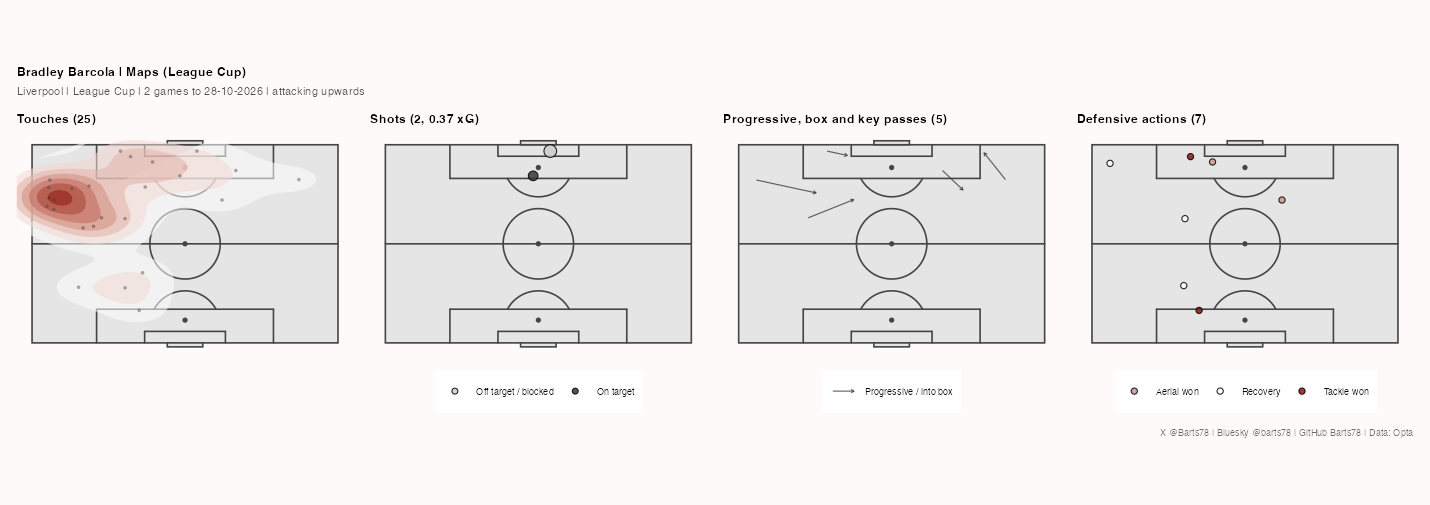 Bradley Barcola | Maps (League Cup)
Liverpool | League Cup | 2 games to 28-10-2026 | attacking upwards
Touches (25)
Shots (2, 0.37 xG)
Progressive, box and key passes (5)
Defensive actions (7)
Off target / blocked
On target
Progressive / into box
Aerial won
Recovery
Tackle won
X @Barts78 | Bluesky @barts78 | GitHub Barts78 | Data: Opta